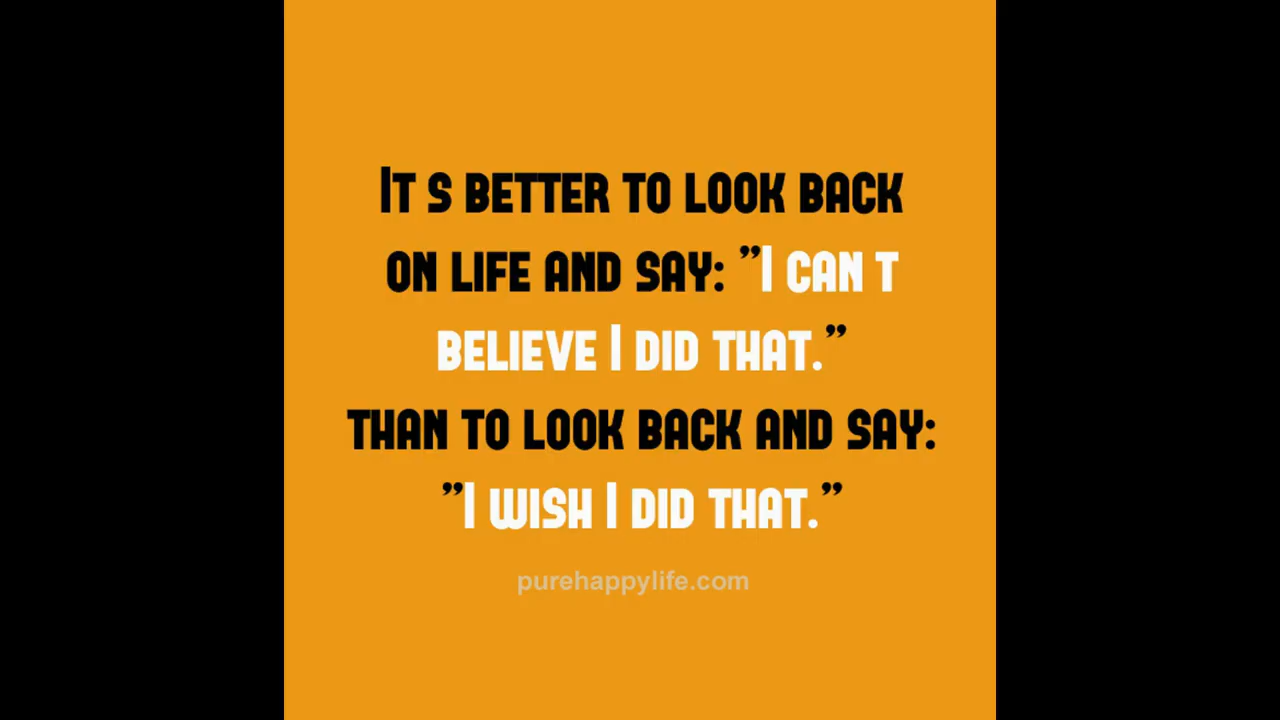 It s better to look back
on life and say: ”I can t
believe I did that.”
than to look back and say:
”I wish I did that.”
purehappylife.com